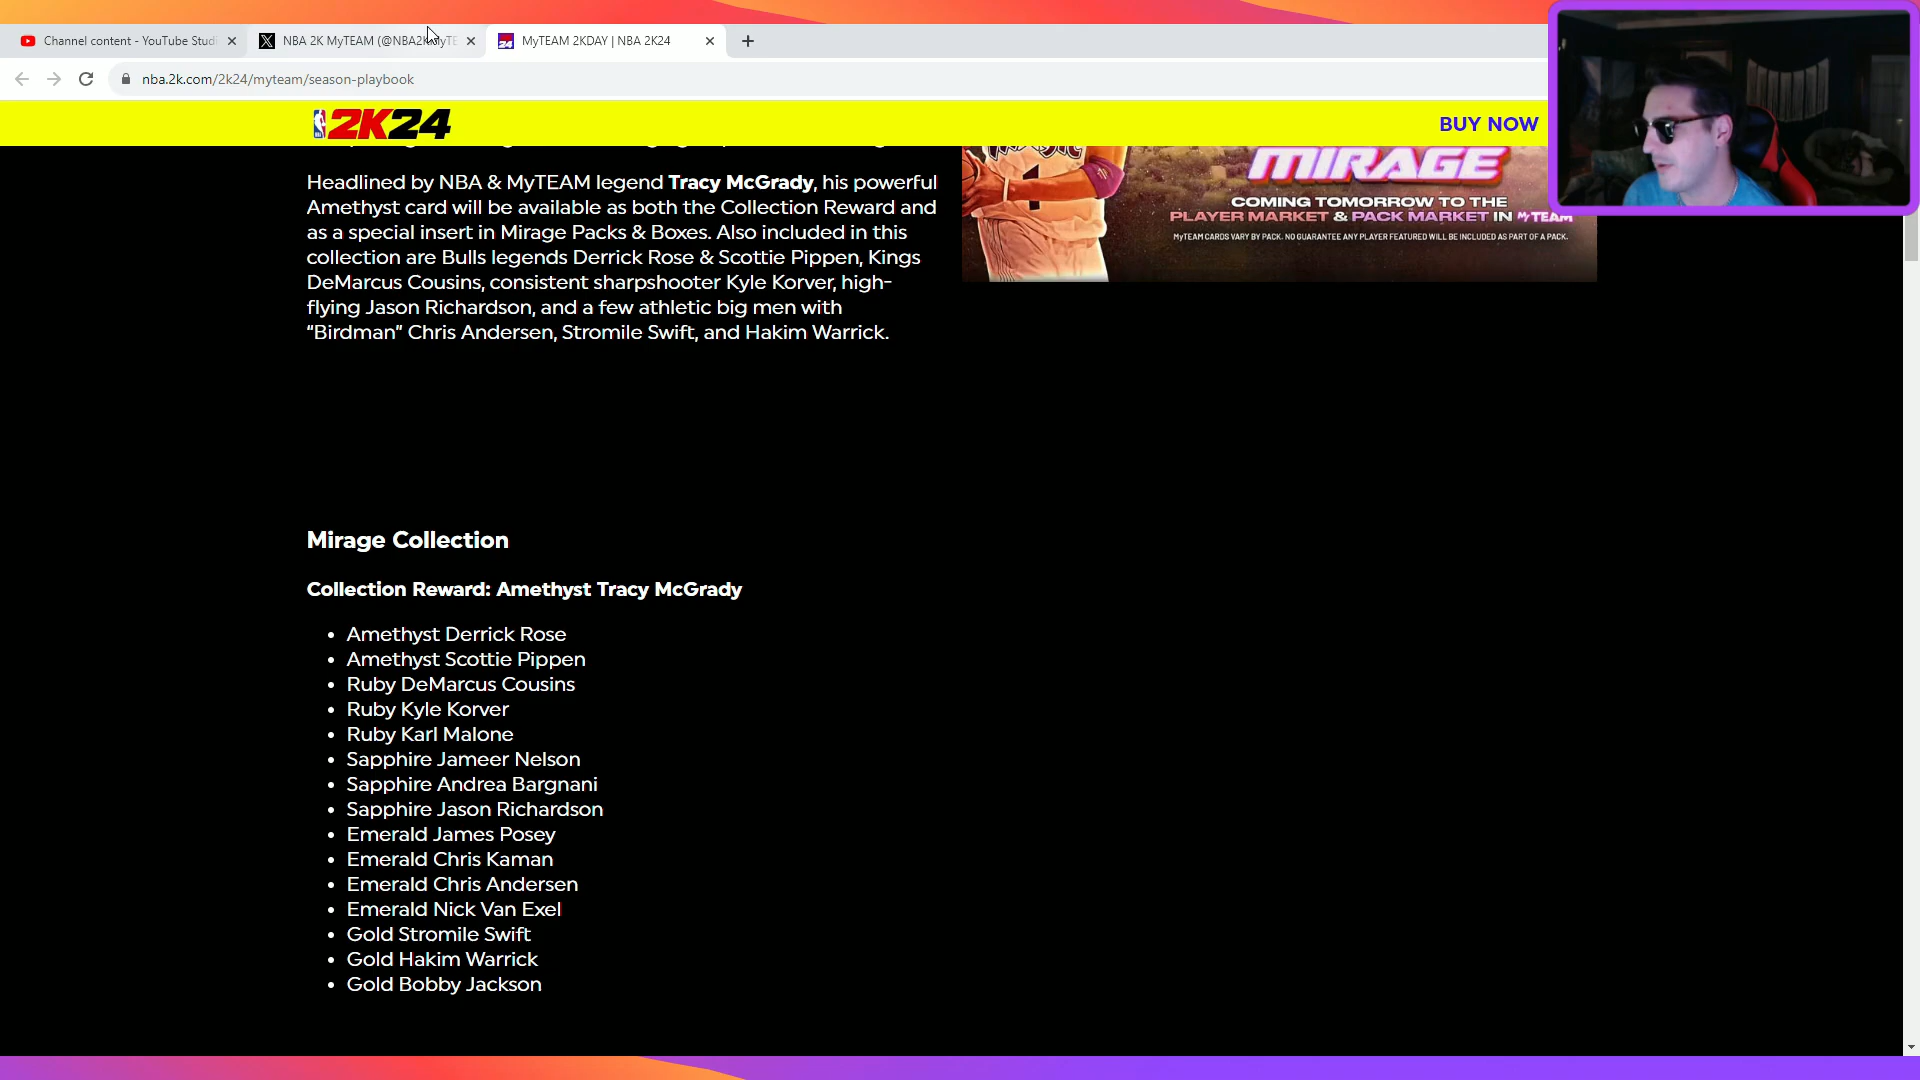 Channel content - YouTube Studi
NBA 2K MyTEAM (@NBA2KMyTE
MyTEAM 2KDAY | NBA 2K24
nba.2k.com/2k24/myteam/season-playbook
2K24
BUY NOW
Headlined by NBA & MyTEAM legend Tracy McGrady, his powerful
Amethyst card will be available as both the Collection Reward and
as a special insert in Mirage Packs & Boxes. Also included in this
collection are Bulls legends Derrick Rose & Scottie Pippen, Kings
DeMarcus Cousins, consistent sharpshooter Kyle Korver, high-
flying Jason Richardson, and a few athletic big men with
“Birdman” Chris Andersen, Stromile Swift, and Hakim Warrick.
1
MIRAGE
COMING TOMORROW TO THE
PLAYER MARKET & PACK MARKET IN MyTEAM
MyTEAM CARDS VARY BY PACK. NO GUARANTEE ANY PLAYER FEATURED WILL BE INCLUDED AS PART OF A PACK.
Mirage Collection
Collection Reward: Amethyst Tracy McGrady
• Amethyst Derrick Rose
• Amethyst Scottie Pippen
• Ruby DeMarcus Cousins
• Ruby Kyle Korver
• Ruby Karl Malone
• Sapphire Jameer Nelson
• Sapphire Andrea Bargnani
• Sapphire Jason Richardson
• Emerald James Posey
• Emerald Chris Kaman
• Emerald Chris Andersen
• Emerald Nick Van Exel
• Gold Stromile Swift
• Gold Hakim Warrick
• Gold Bobby Jackson